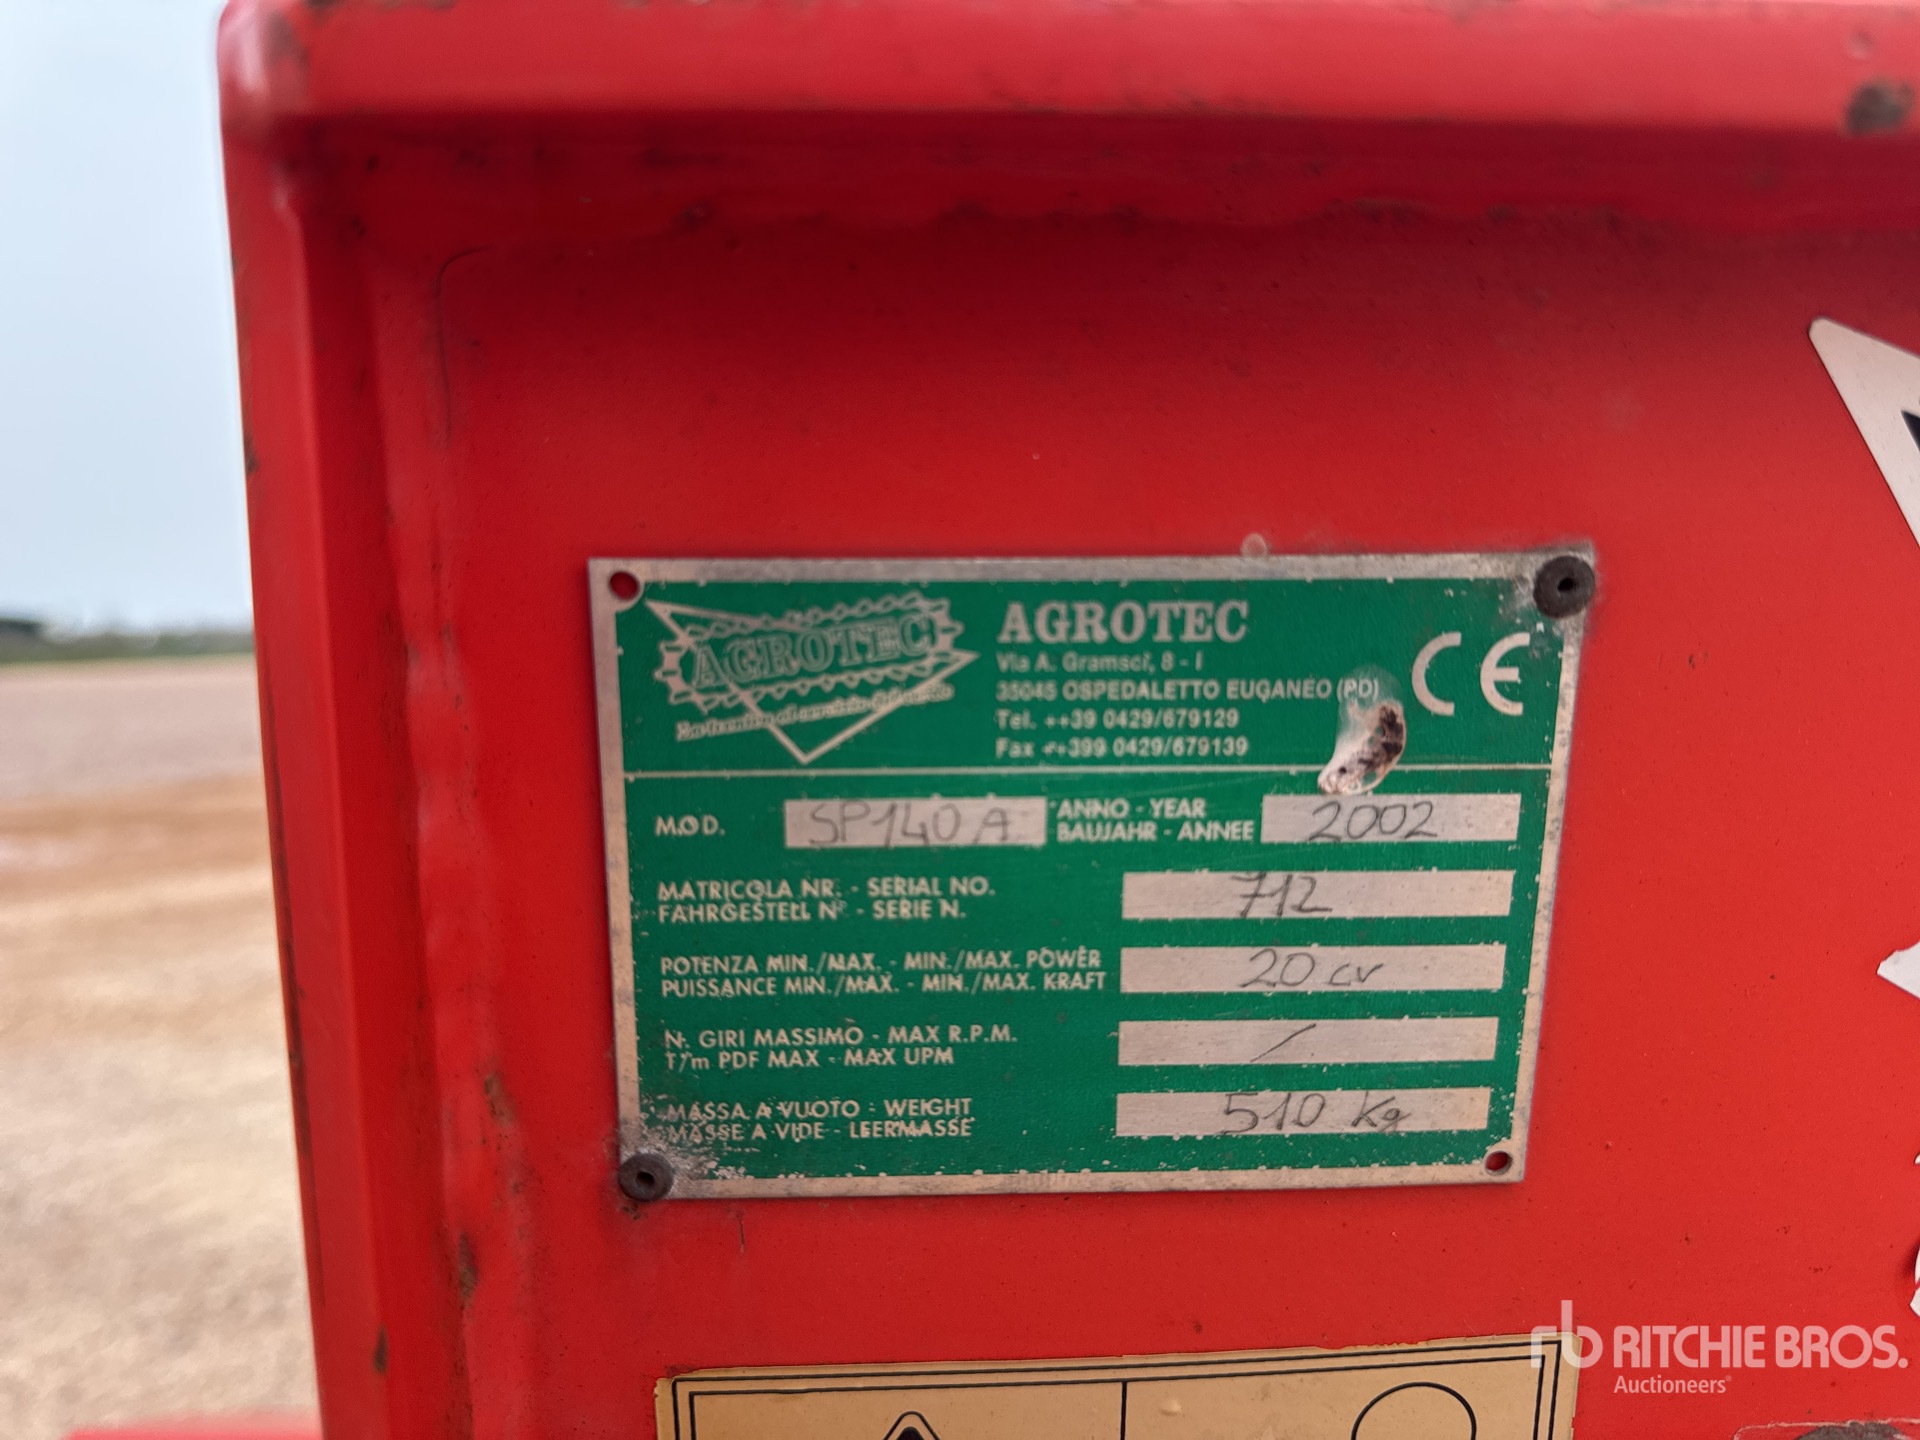 AGROTEC
AGROTEC
Via A. Gramsci, 8 - I
35045 OSPEDALETTO EUGANEO (PD)
Tel. ++39 0429/679129
Fax ++399 0429/679139
CE
MOD. SP140A
ANNO - YEAR
BAUJAHR - ANNEE 2002
MATRICOLA NR. - SERIAL NO.
FAHRGESTELL N° - SERIE N. 712
POTENZA MIN./MAX. - MIN./MAX. POWER
PUISSANCE MIN./MAX. - MIN./MAX. KRAFT 20 CV
N. GIRI MASSIMO - MAX R.P.M.
T/m PDF MAX - MAX UPM /
MASSA A VUOTO - WEIGHT
MASSE A VIDE - LEERMASSE 510 Kg
rb RITCHIE BROS.
Auctioneers